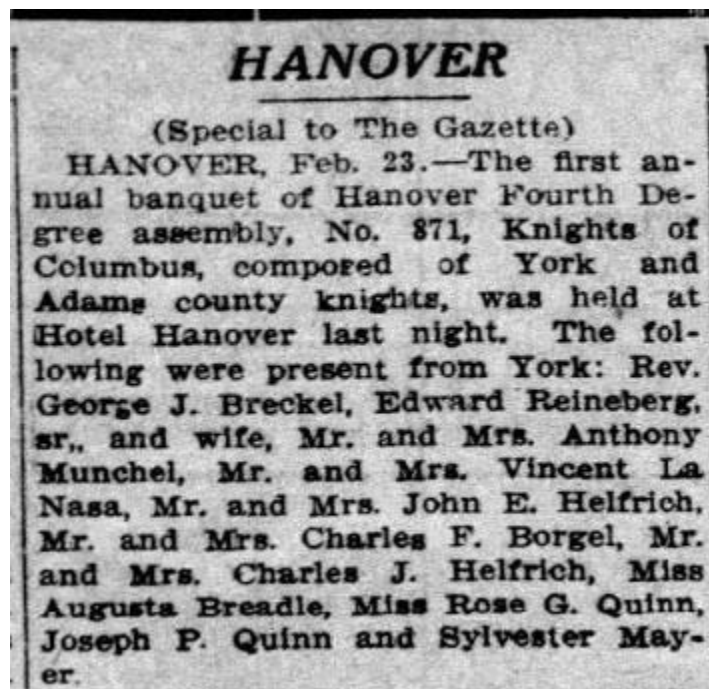 HANOVER
(Special to The Gazette)
HANOVER, Feb. 23.—The first an-
nual banquet of Hanover Fourth De-
gree assembly, No. 871, Knights of
Columbus, compored of York and
Adams county knights, was held at
Hotel Hanover last night. The fol-
lowing were present from York: Rev.
George J. Breckel, Edward Reineberg,
sr., and wife, Mr. and Mrs. Anthony
Munchel, Mr. and Mrs. Vincent La
Nasa, Mr. and Mrs. John E. Helfrich,
Mr. and Mrs. Charles F. Borgel, Mr.
and Mrs. Charles J. Helfrich, Miss
Augusta Breadle, Miss Rose G. Quinn,
Joseph P. Quinn and Sylvester May-
er.